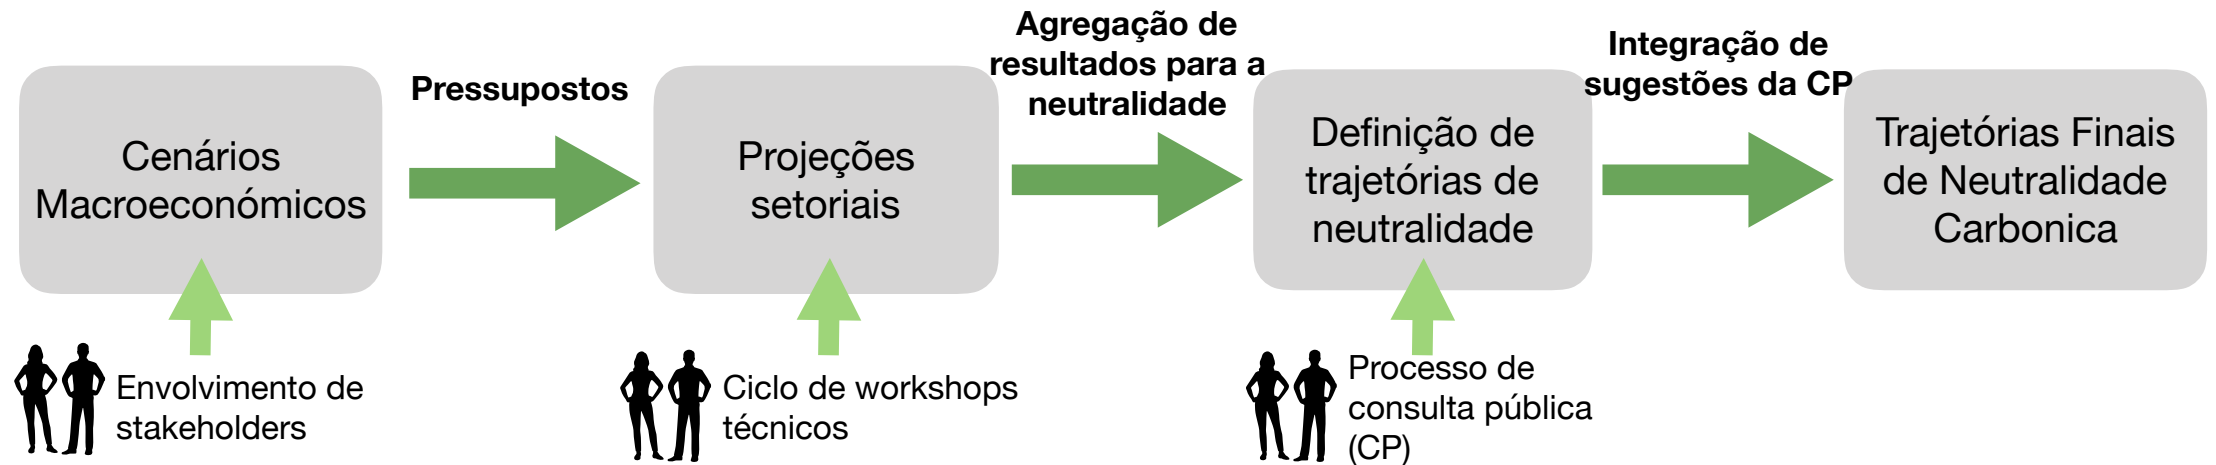 Cenários
Macroeconómicos
Pressupostos
Projeções
setoriais
Agregação de
resultados para a
neutralidade
Definição de
trajetórias de
neutralidade
Integração de
sugestões da CP
Trajetórias Finais
de Neutralidade
Carbonica
Envolvimento de
stakeholders
Ciclo de workshops
técnicos
Processo de
consulta pública
(CP)